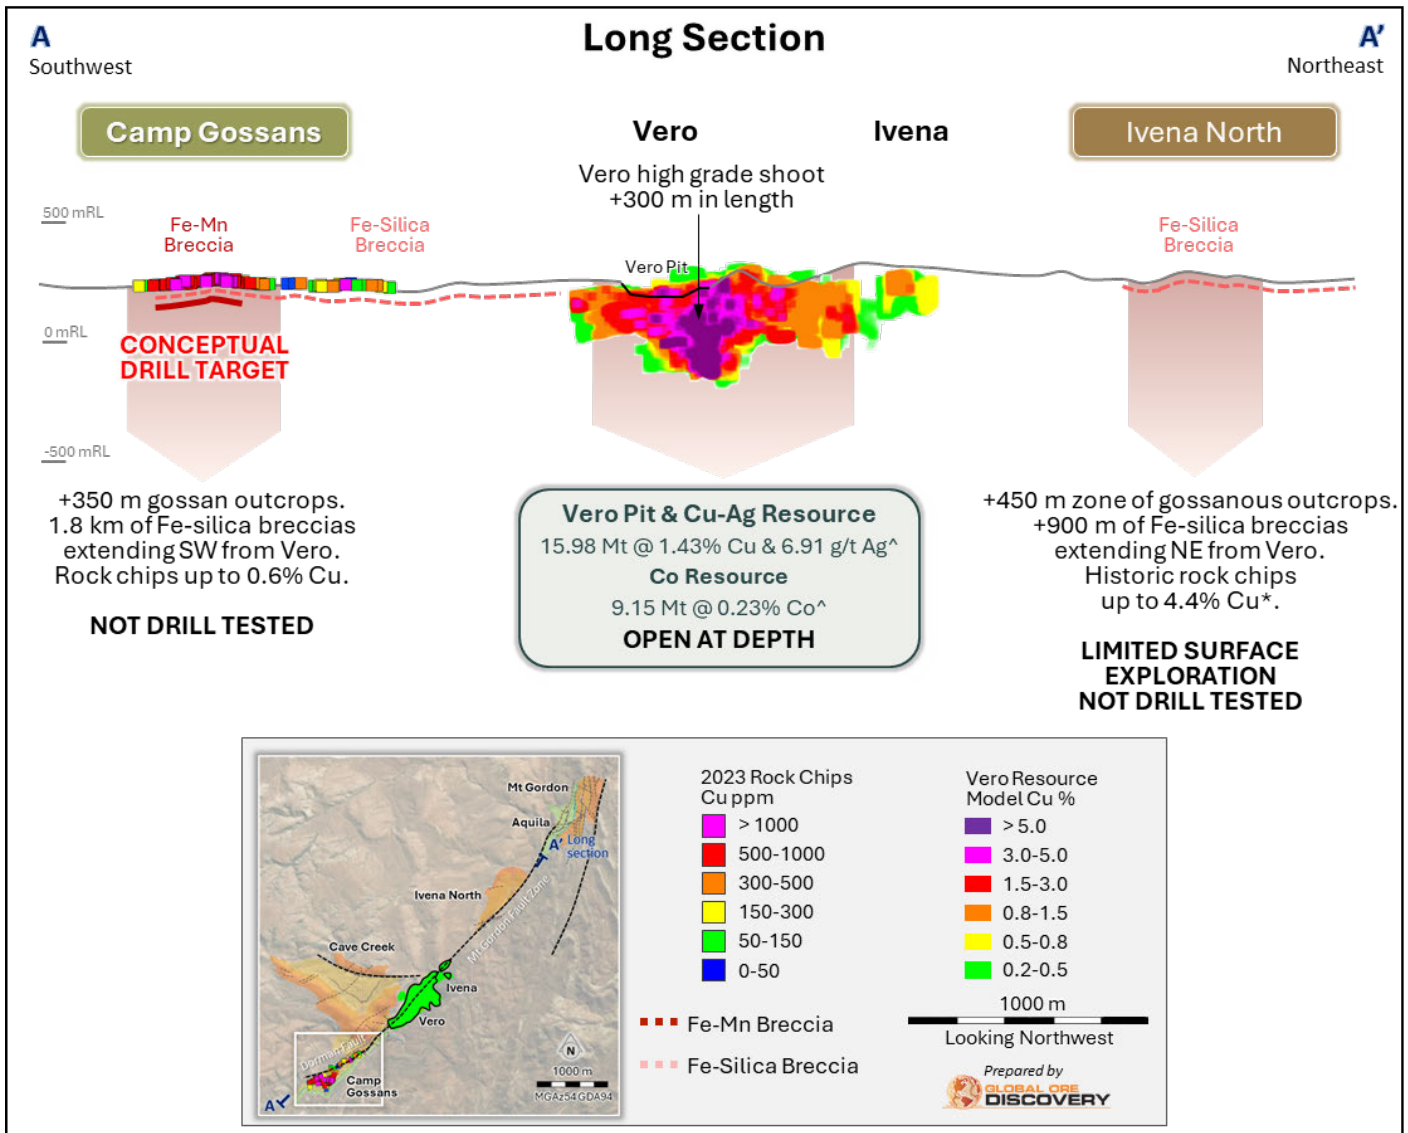 A
Southwest
Long Section
A'
Northeast
Camp Gossans
Vero
Ivena
Ivena North
Vero high grade shoot
+300 m in length
500 mRL
Fe-Mn
Breccia
Fe-Silica
Breccia
Fe-Silica
Breccia
Vero Pit
0 mRL
CONCEPTUAL
DRILL TARGET
-500 mRL
+350 m gossan outcrops.
1.8 km of Fe-silica breccias
extending SW from Vero.
Rock chips up to 0.6% Cu.
NOT DRILL TESTED
Vero Pit & Cu-Ag Resource
15.98 Mt @ 1.43% Cu & 6.91 g/t Ag^
Co Resource
9.15 Mt @ 0.23% Co^
OPEN AT DEPTH
+450 m zone of gossanous outcrops.
+900 m of Fe-silica breccias
extending NE from Vero.
Historic rock chips
up to 4.4% Cu*.
LIMITED SURFACE
EXPLORATION
NOT DRILL TESTED
Mt Gordon
Aquila
A' Long
section
Ivena North
Mt Gordon Fault Zone
Cave Creek
Ivena
Vero
Dorman Fault
Camp
Gossans
A
N
1000 m
MGAz54 GDA94
2023 Rock Chips
Cu ppm
> 1000
500-1000
300-500
150-300
50-150
0-50
Fe-Mn Breccia
Fe-Silica Breccia
Vero Resource
Model Cu %
> 5.0
3.0-5.0
1.5-3.0
0.8-1.5
0.5-0.8
0.2-0.5
1000 m
Looking Northwest
Prepared by
GLOBAL ORE
DISCOVERY